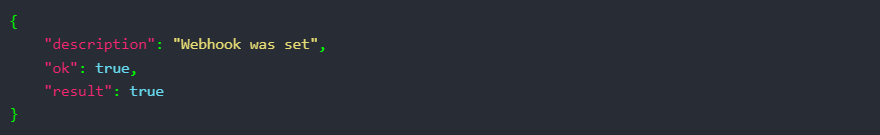 {
    "description": "Webhook was set",
    "ok": true,
    "result": true
}